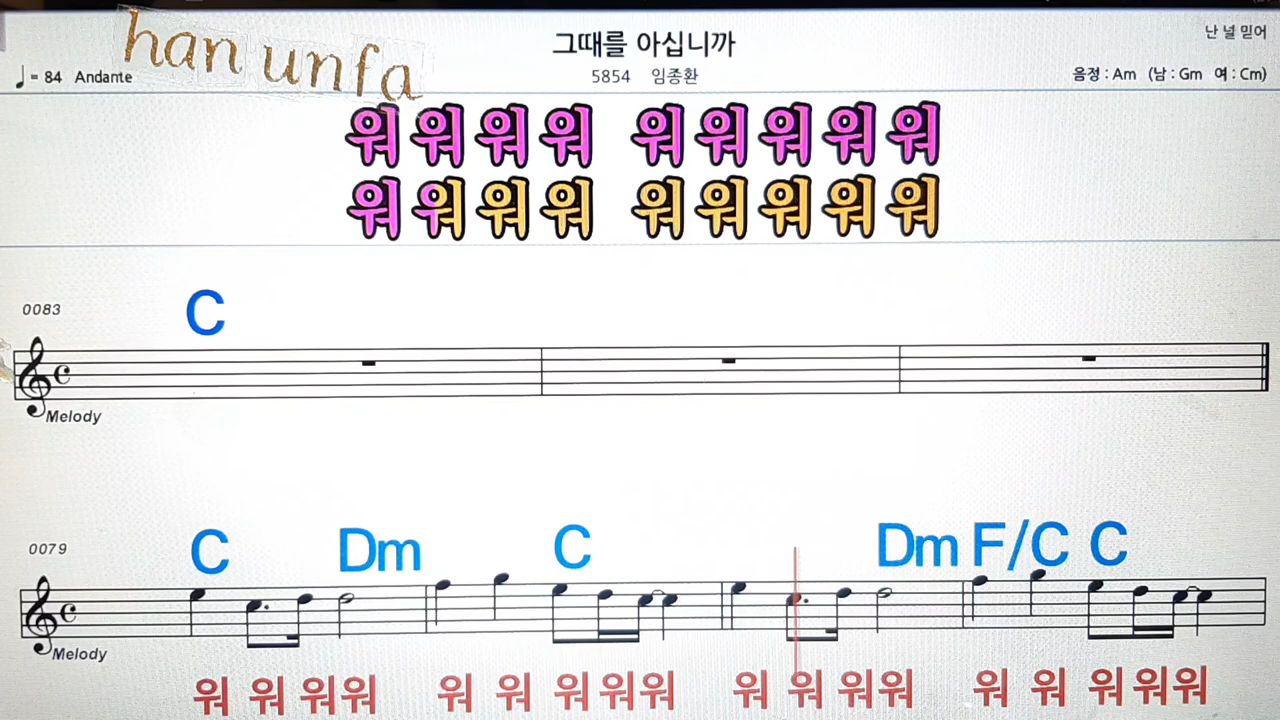 han unfa
그때를 아십니까
난 널 믿어
♩= 84 Andante
5854 임종환
음정 : Am (남 : Gm 여 : Cm)
워워워워 워워워워워
워워워워 워워워워워
0083
C
Melody
0079
C Dm C Dm F/C C
Melody
워 워 워워 워 워 워워워 워 워 워워 워 워 워워워